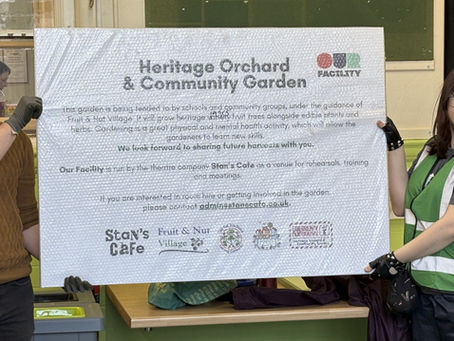 Heritage Orchard
& Community Garden
OUR
FACILITY
This garden is being tended to by schools and community groups, under the guidance of
Fruit & Nut Village. It will grow heritage fruit trees alongside edible plants and
herbs. Gardening is great physical and mental health activity, which will allow the
gardeners to learn new skills.
We look forward to sharing future harvests with you.
Our Facility is run by the theatre company Stan's Cafe as a venue for rehearsals, training
and meetings.
If you are interested in room hire or getting involved in the garden
please contact admin@stanscafe.co.uk.
STAN'S
CAFE
Fruit & Nut
Village